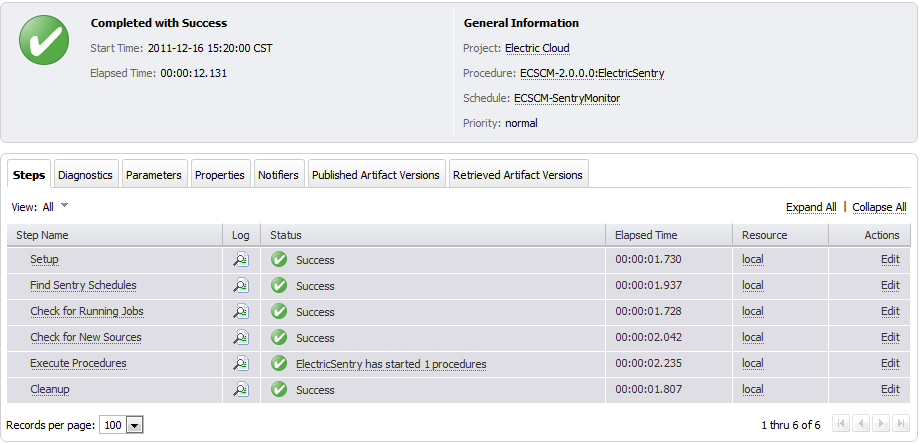 Completed with Success
Start Time: 2011-12-16 15:20:00 CST
Elapsed Time: 00:00:12.131
General Information
Project: Electric Cloud
Procedure: ECSCM-2.0.0.0:ElectricSentry
Schedule: ECSCM-SentryMonitor
Priority: normal
Steps Diagnostics Parameters Properties Notifiers Published Artifact Versions Retrieved Artifact Versions
View: All Expand All | Collapse All
Step Name Log Status Elapsed Time Resource Actions
Setup Success 00:00:01.730 local Edit
Find Sentry Schedules Success 00:00:01.937 local Edit
Check for Running Jobs Success 00:00:01.728 local Edit
Check for New Sources Success 00:00:02.042 local Edit
Execute Procedures ElectricSentry has started 1 procedures 00:00:02.235 local Edit
Cleanup Success 00:00:01.807 local Edit
Records per page: 100 1 thru 6 of 6